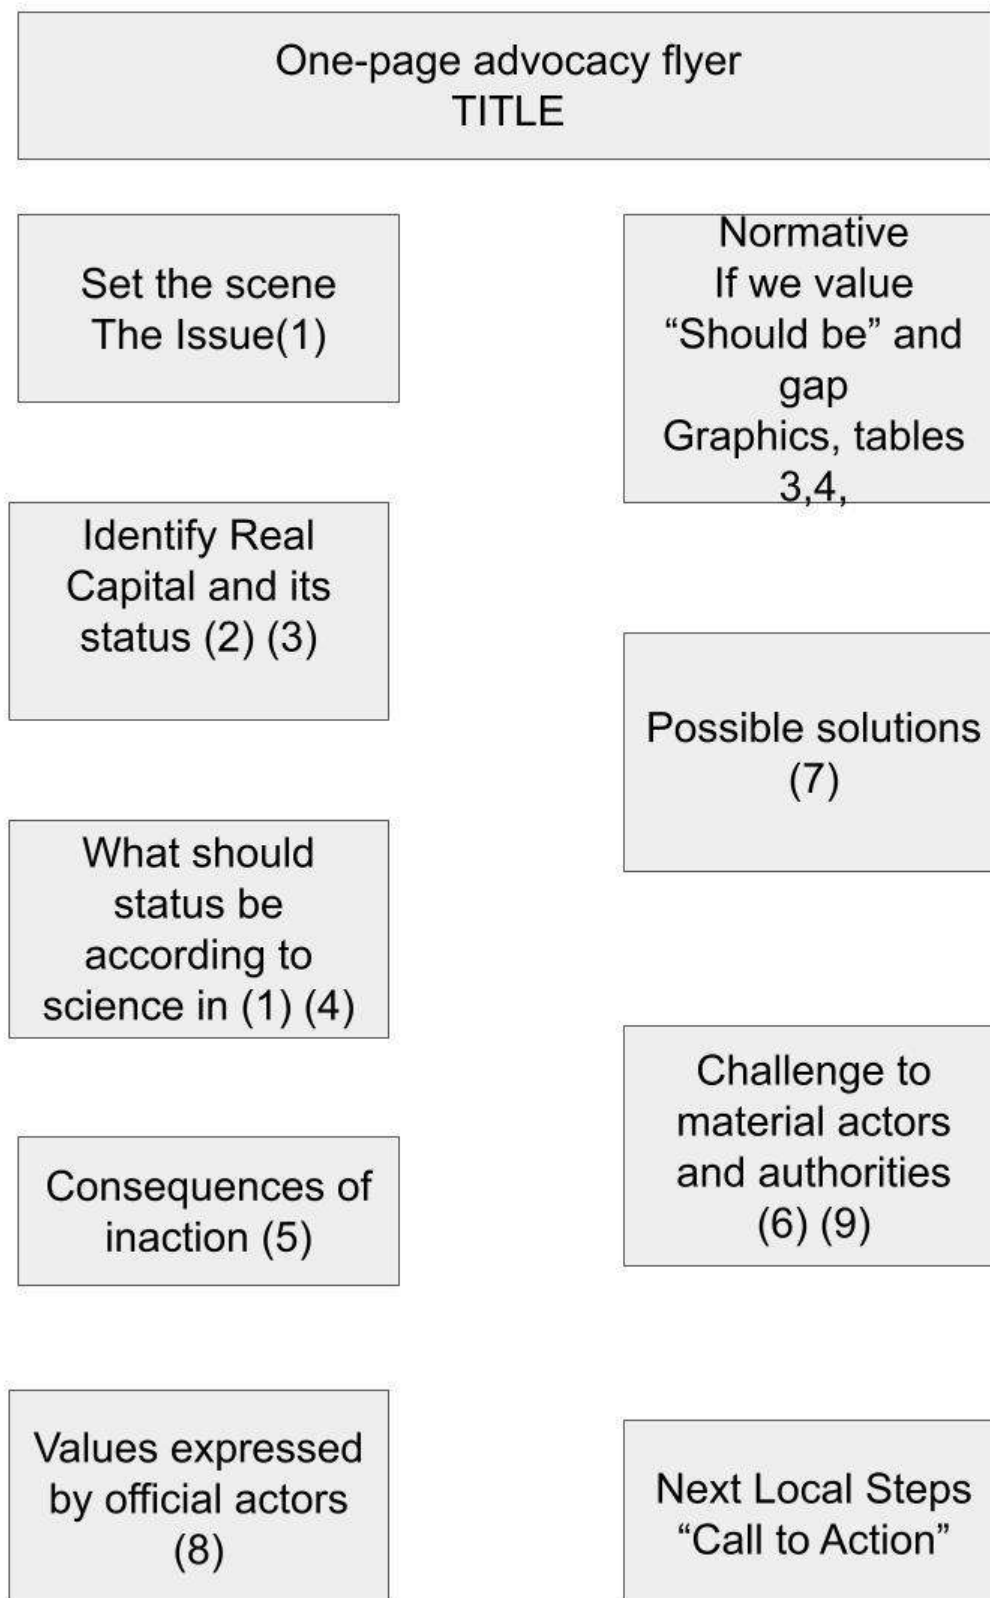 One-page advocacy flyer
TITLE
Set the scene
The Issue(1)
Identify Real
Capital and its
status (2) (3)
What should
status be
according to
science in (1) (4)
Consequences of
inaction (5)
Values expressed
by official actors
(8)
Normative
If we value
“Should be” and
gap
Graphics, tables
3,4,
Possible solutions
(7)
Challenge to
material actors
and authorities
(6) (9)
Next Local Steps
“Call to Action”